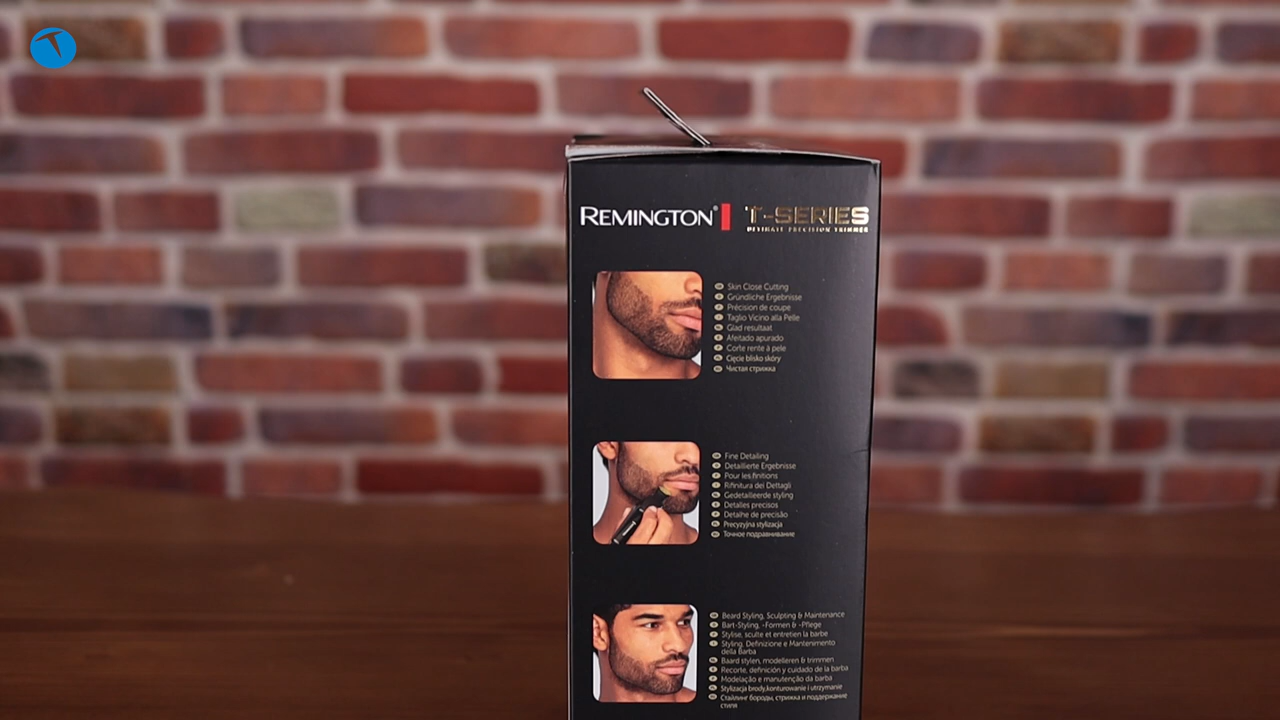 REMINGTON® T-SERIES
ULTIMATE PRECISION TRIMMER
Skin Close Cutting
Gründliche Ergebnisse
Précision de coupe
Taglio Vicino alla Pelle
Glad resultaat
Afeitado apurado
Corte rente à pele
Cięcie blisko skóry
Чистая стрижка
Fine Detailing
Detaillierte Ergebnisse
Pour les finitions
Rifinitura dei Dettagli
Gedetailleerde styling
Detalles precisos
Detalhe de precisão
Precyzyjna stylizacja
Точное подравнивание
Beard Styling, Sculpting & Maintenance
Bart-Styling, -Formen & -Pflege
Stylise, sculte et entretien la barbe
Styling, Definizione e Mantenimento
della Barba
Baard stylen, modelleren & trimmen
Recorte, definición y cuidado de la barba
Modelação e manutenção da barba
Stylizacja brody,konturowanie i utrzymanie
Стайлинг бороды, стрижка и поддержание
стиля